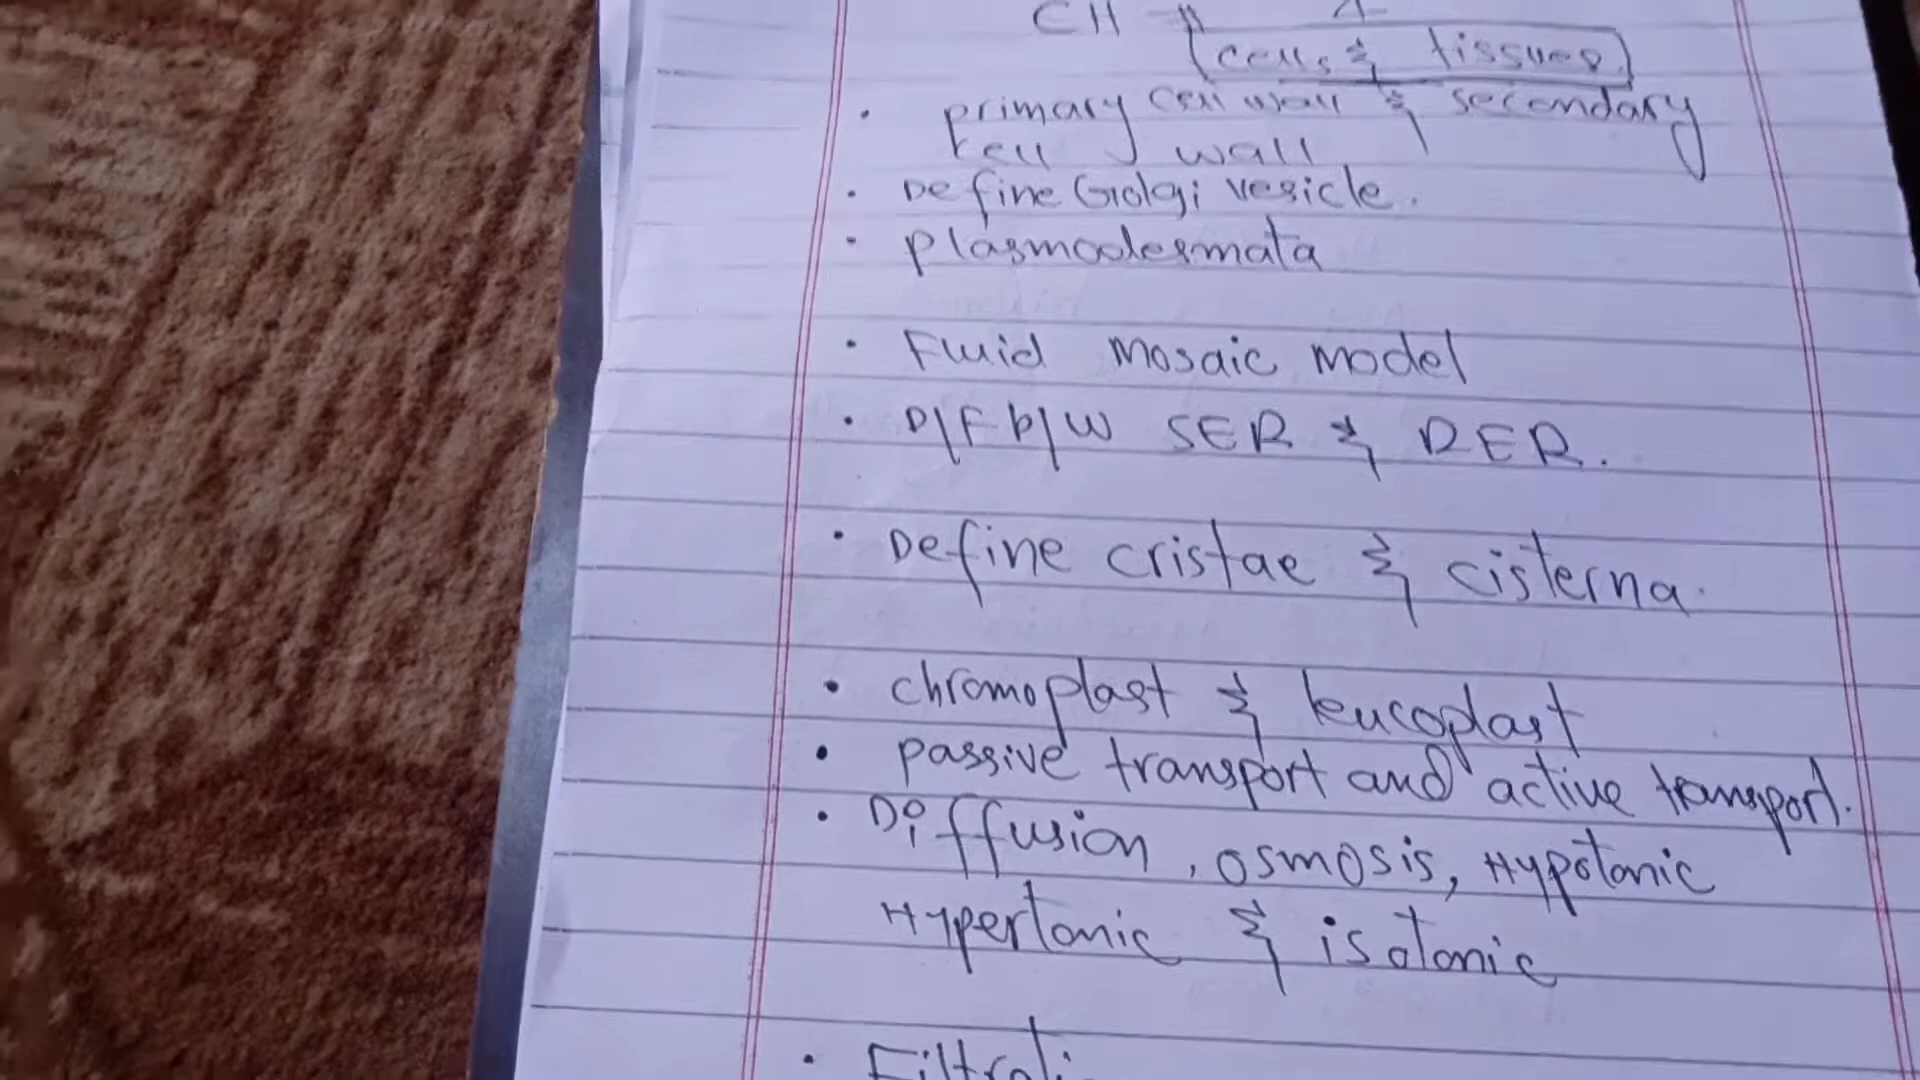 CH # 4
cells & tissues
• primary cell wall & secondary
cell wall
• Define Golgi vesicle.
• plasmodesmata
• Fluid mosaic model
• D/F b/w SER & RER.
• Define cristae & cisterna.
• chromoplast & leucoplast
• passive transport and active transport.
• Diffusion, osmosis, Hypotonic
Hypertonic & isotonic